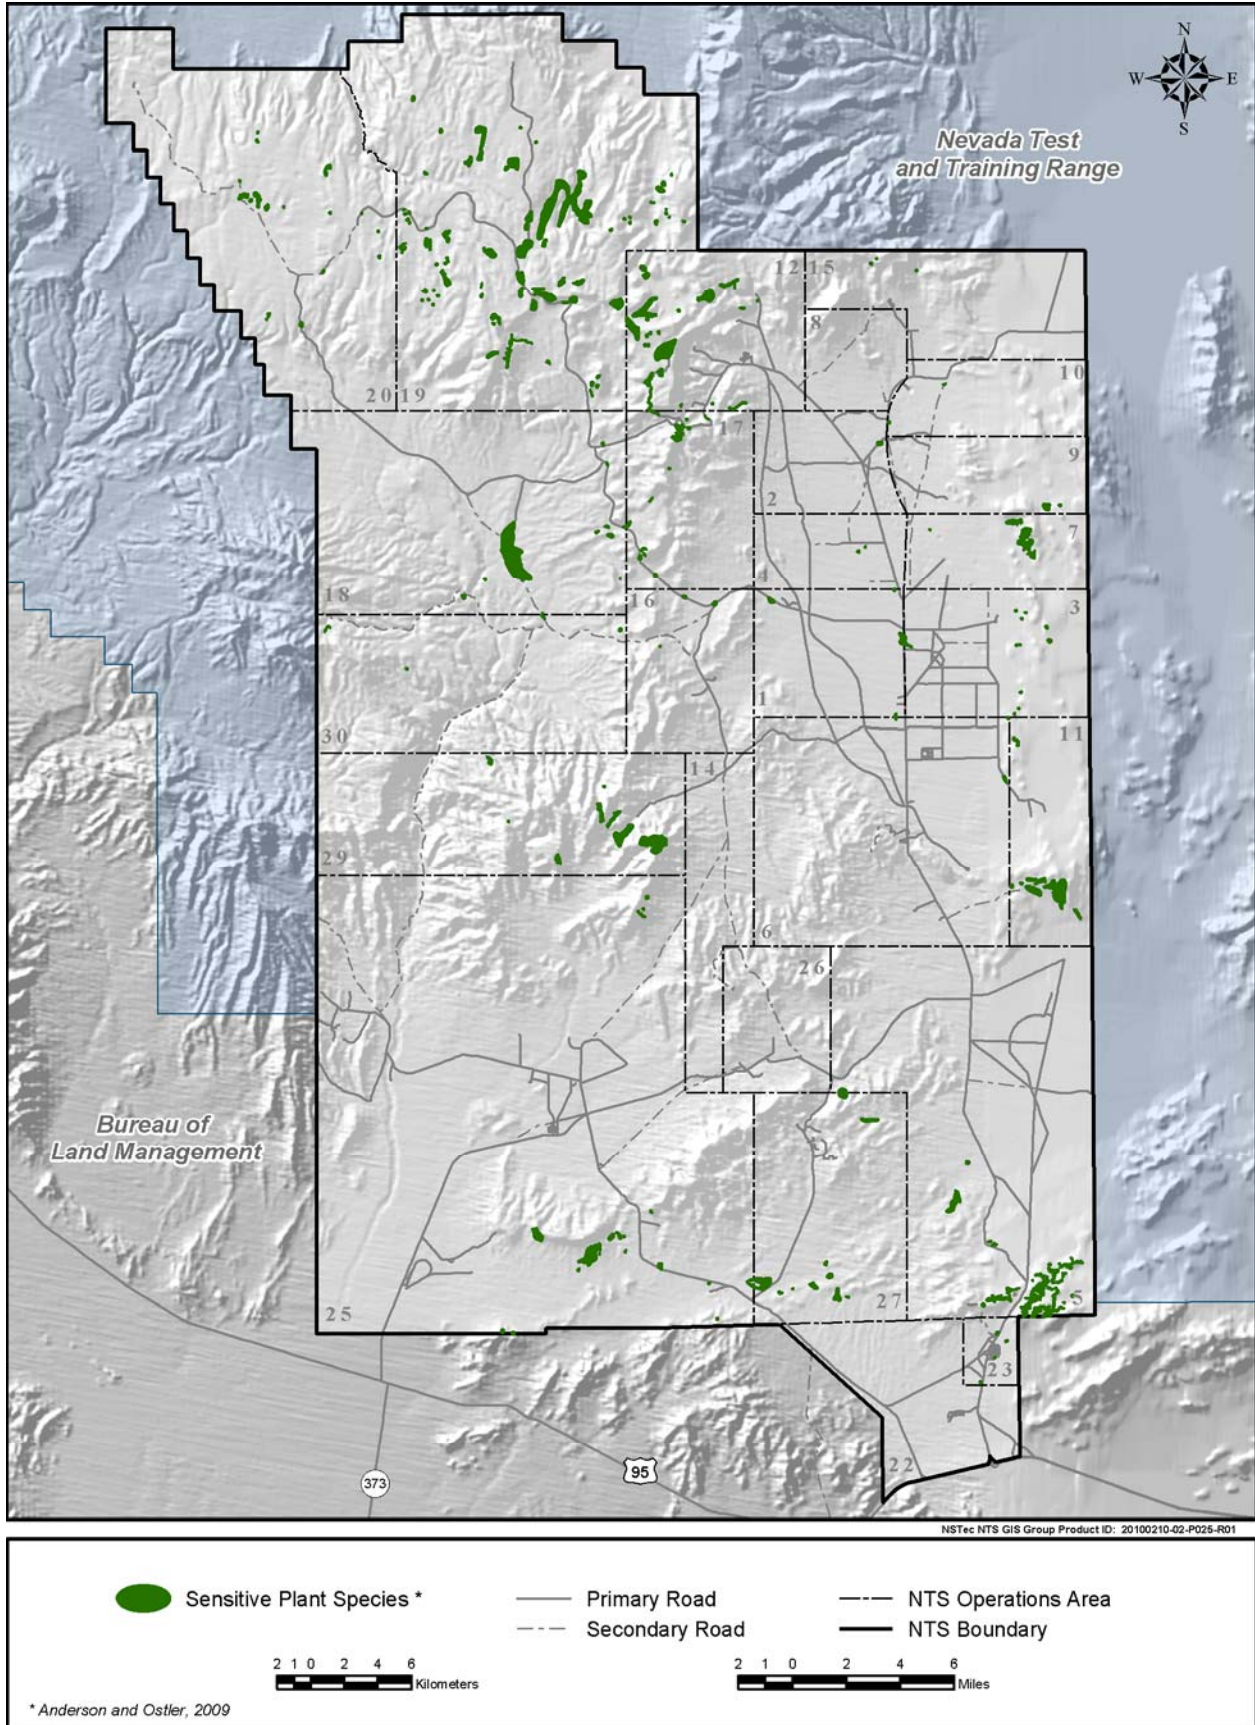 N
W E
S
Nevada Test
and Training Range
12 15
8
10
20 19
17
9
2
7
18
4
16
3
1
11
30
14
29
6
26
Bureau of
Land Management
25
27
5
23
22
95
373
NSTec NTS GIS Group Product ID: 20100210-02-P025-R01
Sensitive Plant Species *
Primary Road
NTS Operations Area
Secondary Road
NTS Boundary
2 1 0 2 4 6
Kilometers
2 1 0 2 4 6
Miles
* Anderson and Ostler, 2009